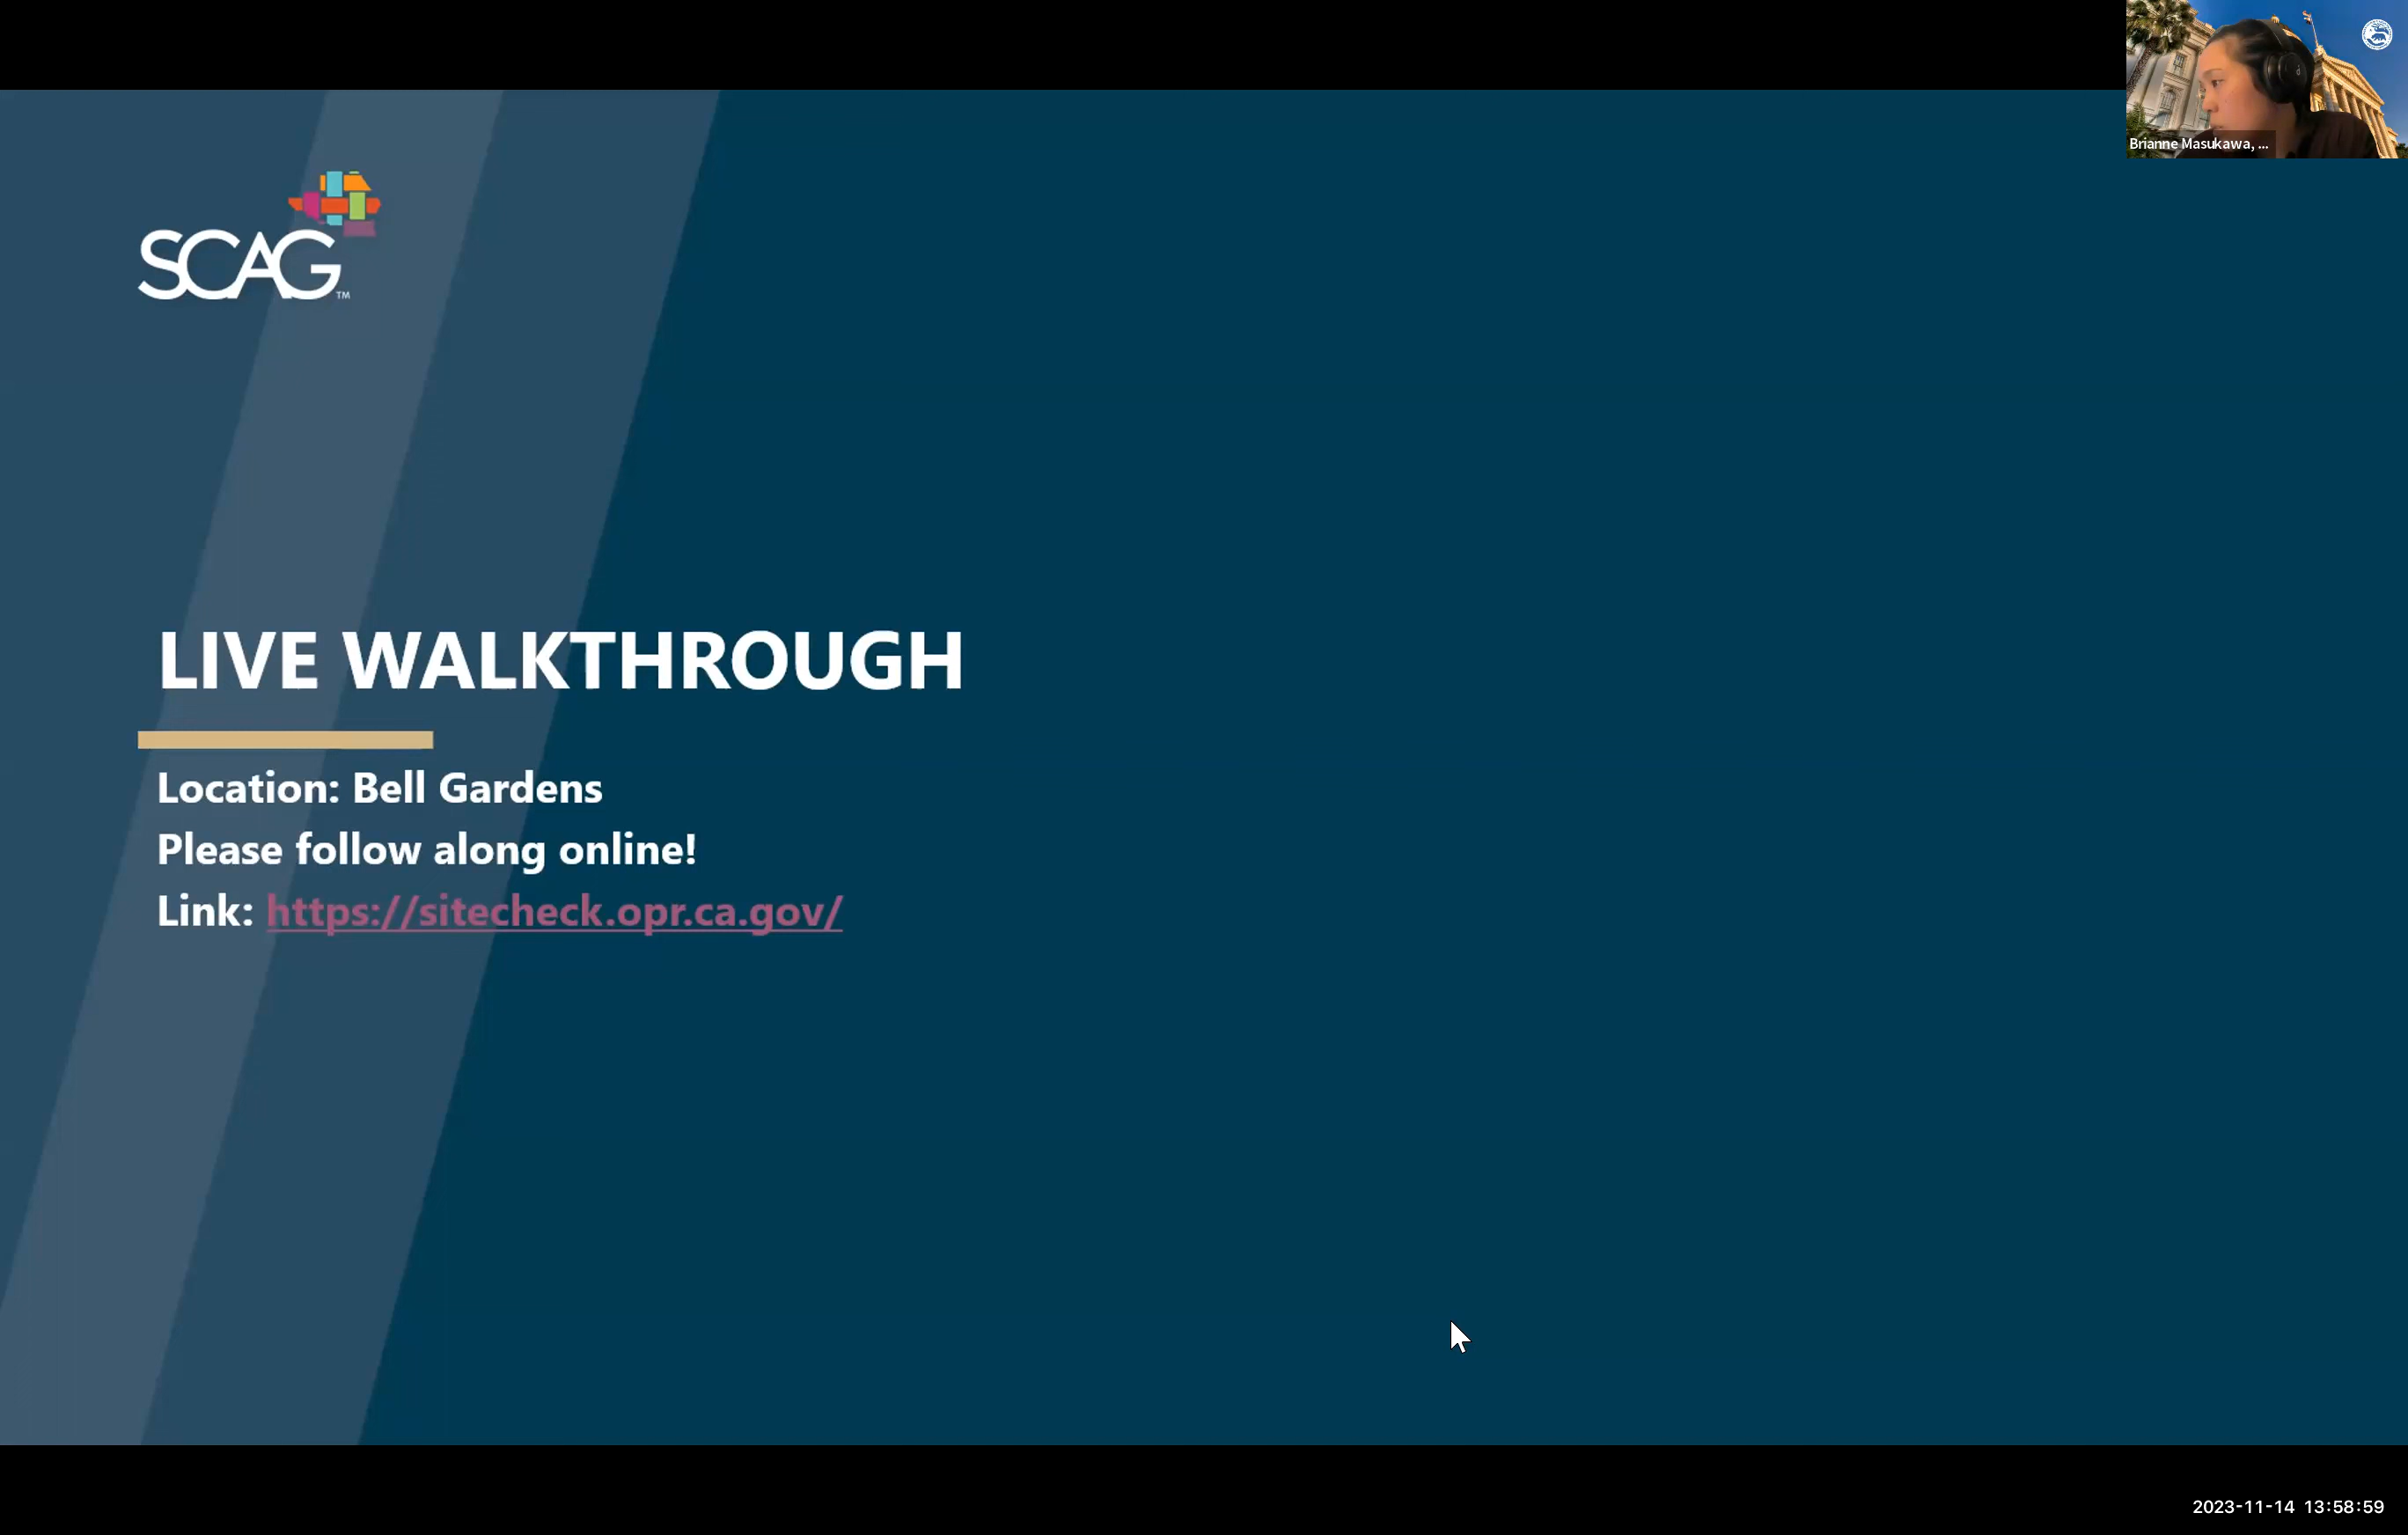 Brianne Masukawa, ...
SCAG™
LIVE WALKTHROUGH
Location: Bell Gardens
Please follow along online!
Link: https://sitecheck.opr.ca.gov/
2023-11-14 13:58:59